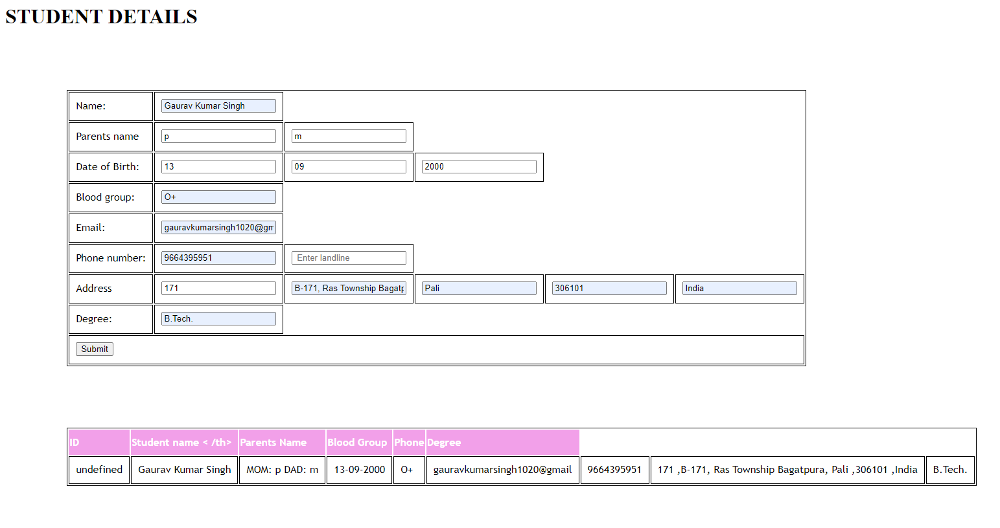 STUDENT DETAILS
Name: Gaurav Kumar Singh
Parents name p m
Date of Birth: 13 09 2000
Blood group: O+
Email: gauravkumarsingh1020@gm
Phone number: 9664395951 Enter landline
Address 171 B-171, Ras Township Bagatp Pali 306101 India
Degree: B.Tech.
Submit
ID Student name < /th> Parents Name Blood Group Phone Degree
undefined Gaurav Kumar Singh MOM: p DAD: m 13-09-2000 O+ gauravkumarsingh1020@gmail 9664395951 171 ,B-171, Ras Township Bagatpura, Pali ,306101 ,India B.Tech.